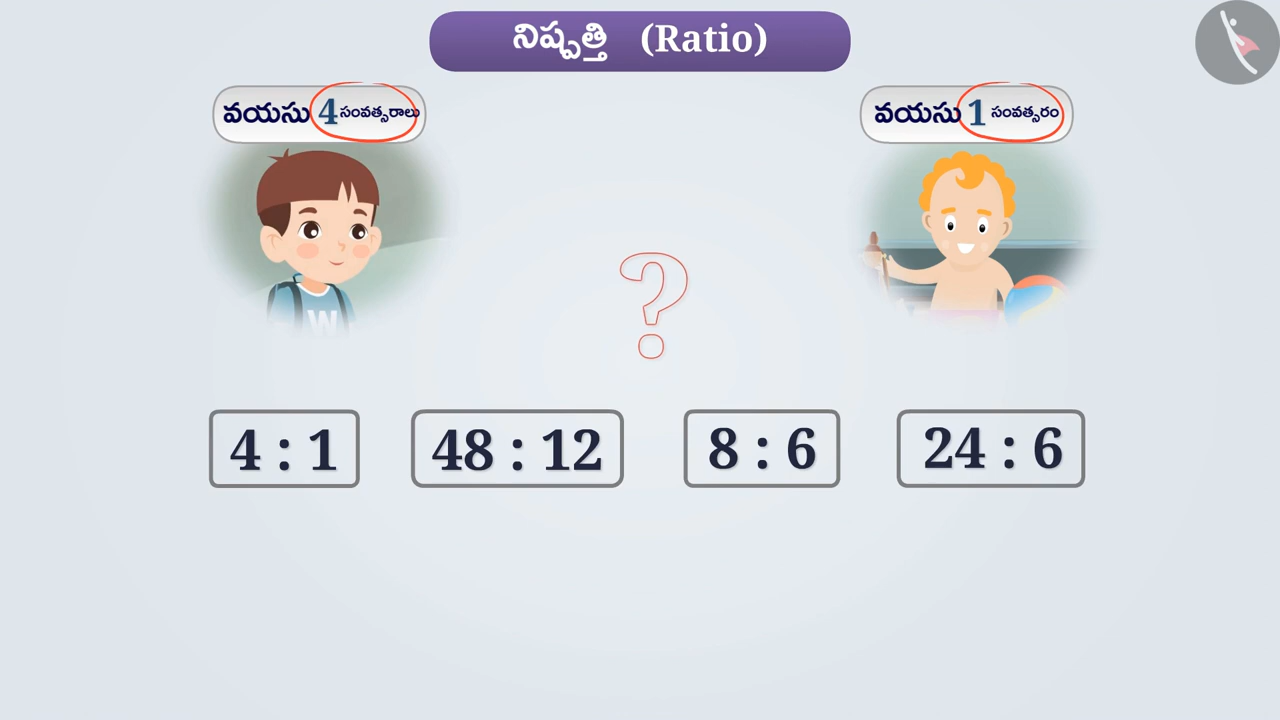 నిష్పత్తి (Ratio)
వయసు 4 సంవత్సరాలు
వయసు 1 సంవత్సరం
?
4 : 1
48 : 12
8 : 6
24 : 6
W